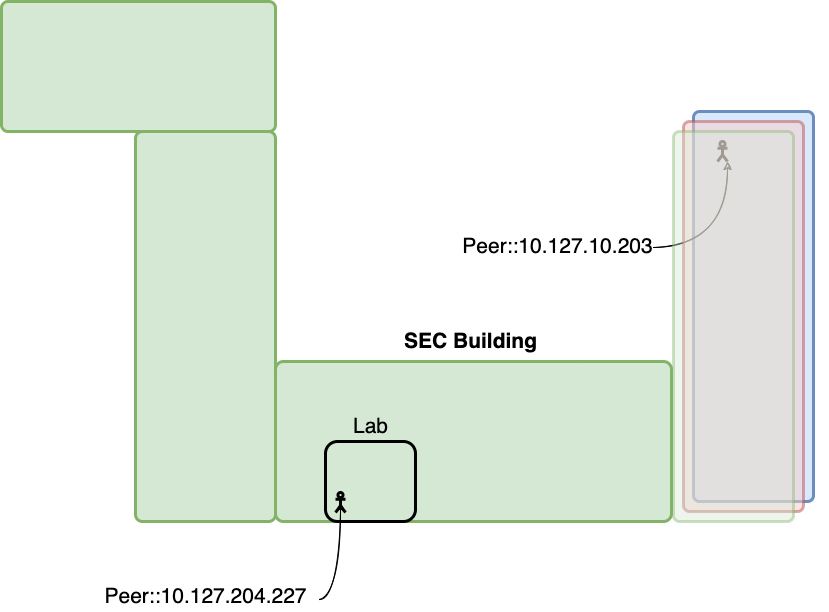 Peer::10.127.10.203
SEC Building
Lab
Peer::10.127.204.227